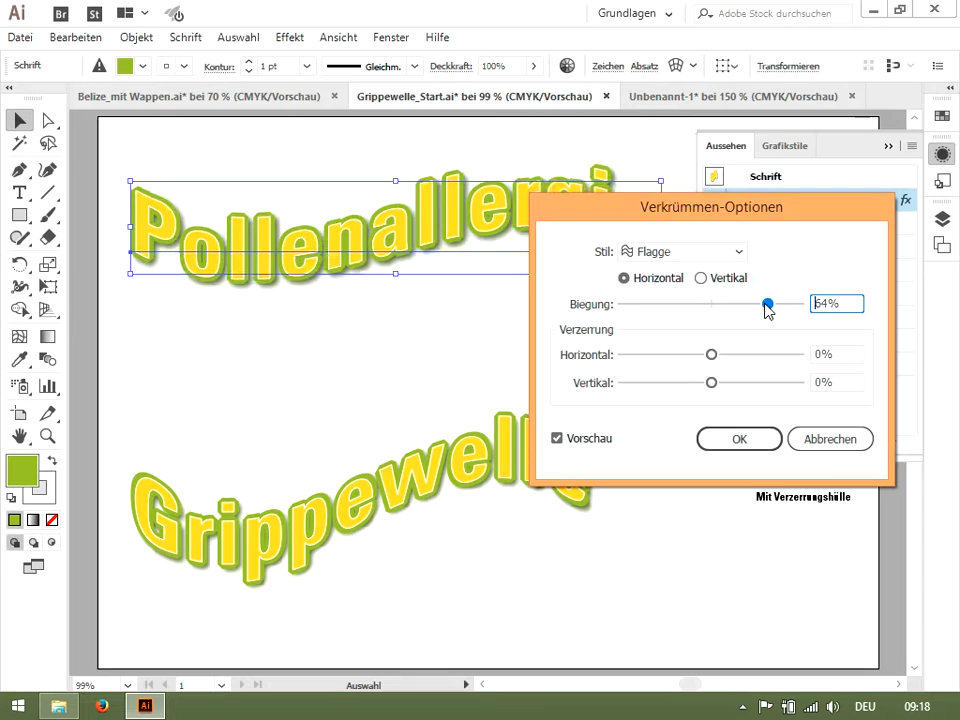 Ai Br St Grundlagen Adobe Stock durchsuchen
Datei Bearbeiten Objekt Schrift Auswahl Effekt Ansicht Fenster Hilfe
Schrift Kontur: 1 pt Gleichm. Deckkraft: 100% Zeichen Absatz Transformieren
Belize_mit Wappen.ai* bei 70 % (CMYK/Vorschau) × Grippewelle_Start.ai* bei 99 % (CMYK/Vorschau) × Unbenannt-1* bei 150 % (CMYK/Vorschau) ×
Aussehen Grafikstile
Schrift
fx
Pollenallergi
Verkrümmen-Optionen
Stil: Flagge
Horizontal Vertikal
Biegung: 64%
Verzerrung
Horizontal: 0%
Vertikal: 0%
Vorschau OK Abbrechen
Grippewell
Mit Verzerrungshülle
99% 1 Auswahl
Ai DEU 09:18